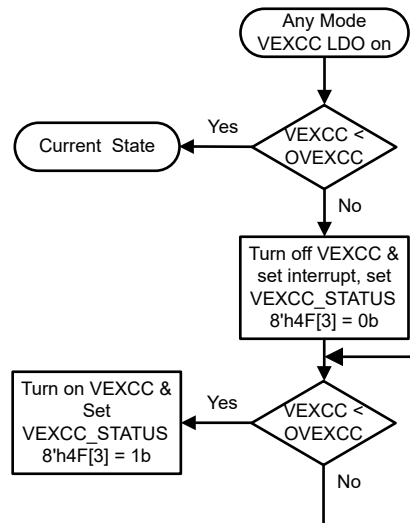 Any Mode
VEXCC LDO on
Yes
VEXCC <
OVEXCC
Current State
No
Turn off VEXCC &
set interrupt, set
VEXCC_STATUS
8'h4F[3] = 0b
Turn on VEXCC &
Set
VEXCC_STATUS
8'h4F[3] = 1b
Yes
VEXCC <
OVEXCC
No